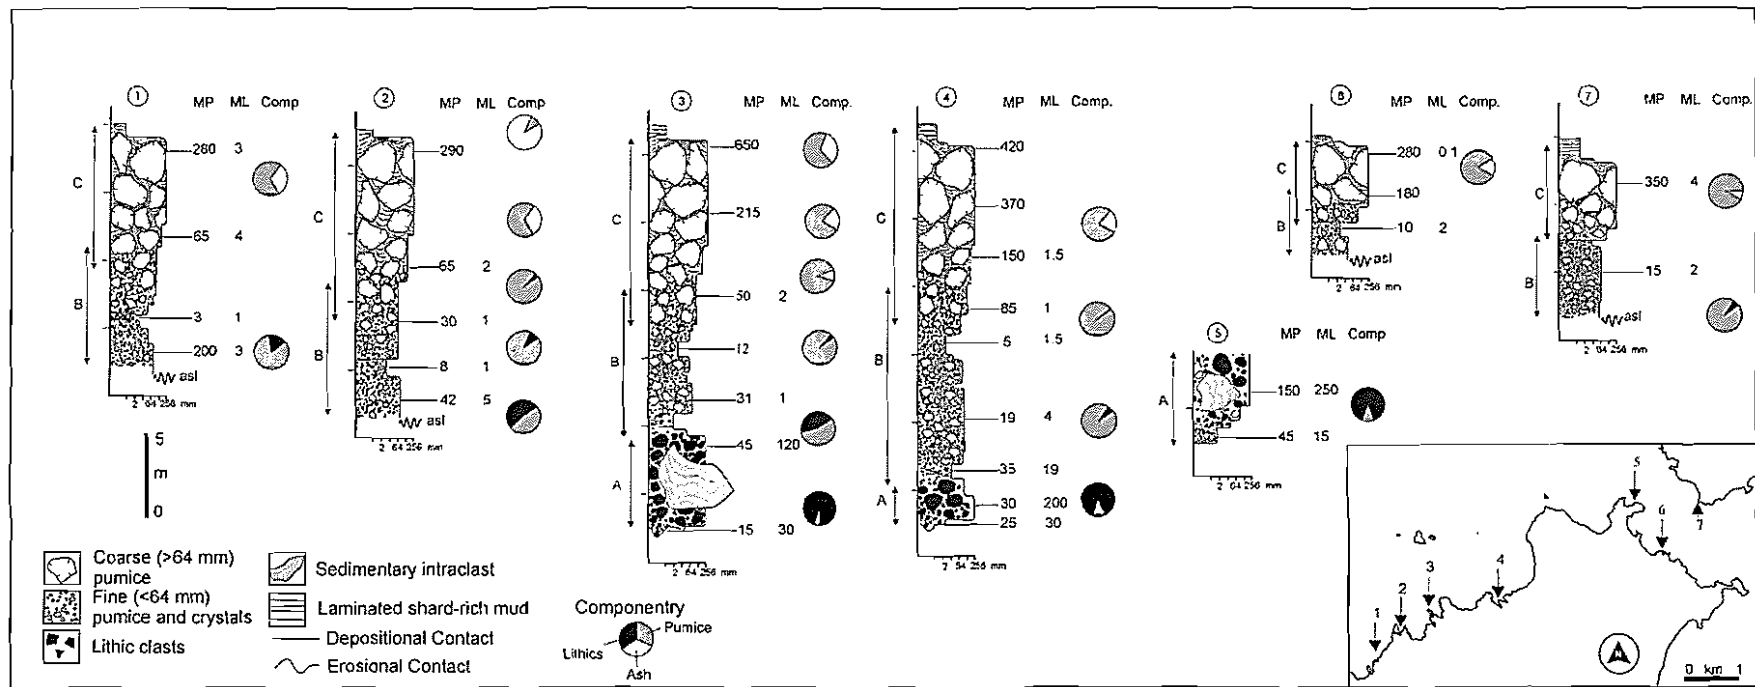 1 MP ML Comp
280 3
C
65 4
B
3 1
200 3
asl
2 64 256 mm
5
m
0
2 MP ML Comp
290
C
65 2
30 1
B
8 1
42 5
asl
2 64 256 mm
3 MP ML Comp.
650
215
C
50 2
12
B
31 1
45 120
A
15 30
2 64 256 mm
4 MP ML Comp.
420
370
C
150 1.5
85 1
5 1.5
B
19 4
35 19
A
30 200
25 30
2 64 256 mm
6 MP ML Comp.
280 0 1
C
180
B
10 2
asl
2 64 256 mm
7 MP ML Comp.
350 4
C
15 2
B
asl
2 64 256 mm
5 MP ML Comp
150 250
A
45 15
2 64 256 mm
Coarse (>64 mm)
pumice
Fine (<64 mm)
pumice and crystals
Lithic clasts
Sedimentary intraclast
Laminated shard-rich mud
Depositional Contact
Erosional Contact
Componentry
Pumice
Lithics
Ash
1
2
3
4
5
6
7
N
0 km 1